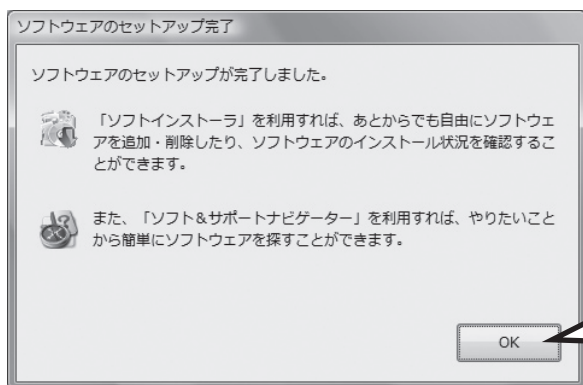 ソフトウェアのセットアップ完了
ソフトウェアのセットアップが完了しました。
「ソフトインストーラ」を利用すれば、あとからでも自由にソフトウェ
アを追加・削除したり、ソフトウェアのインストール状況を確認するこ
とができます。
また、「ソフト＆サポートナビゲーター」を利用すれば、やりたいこと
から簡単にソフトウェアを探すことができます。
OK